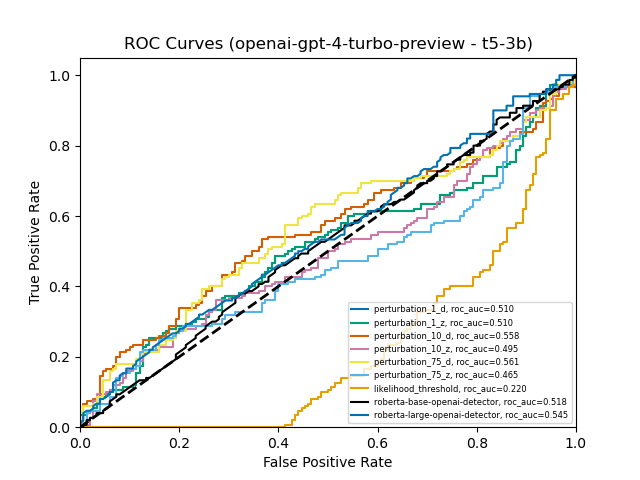 ROC Curves (openai-gpt-4-turbo-preview - t5-3b)
1.0
0.8
0.6
0.4
0.2
0.0
True Positive Rate
perturbation_1_d, roc_auc=0.510
perturbation_1_z, roc_auc=0.510
perturbation_10_d, roc_auc=0.558
perturbation_10_z, roc_auc=0.495
perturbation_75_d, roc_auc=0.561
perturbation_75_z, roc_auc=0.465
likelihood_threshold, roc_auc=0.220
roberta-base-openai-detector, roc_auc=0.518
roberta-large-openai-detector, roc_auc=0.545
0.0 0.2 0.4 0.6 0.8 1.0
False Positive Rate